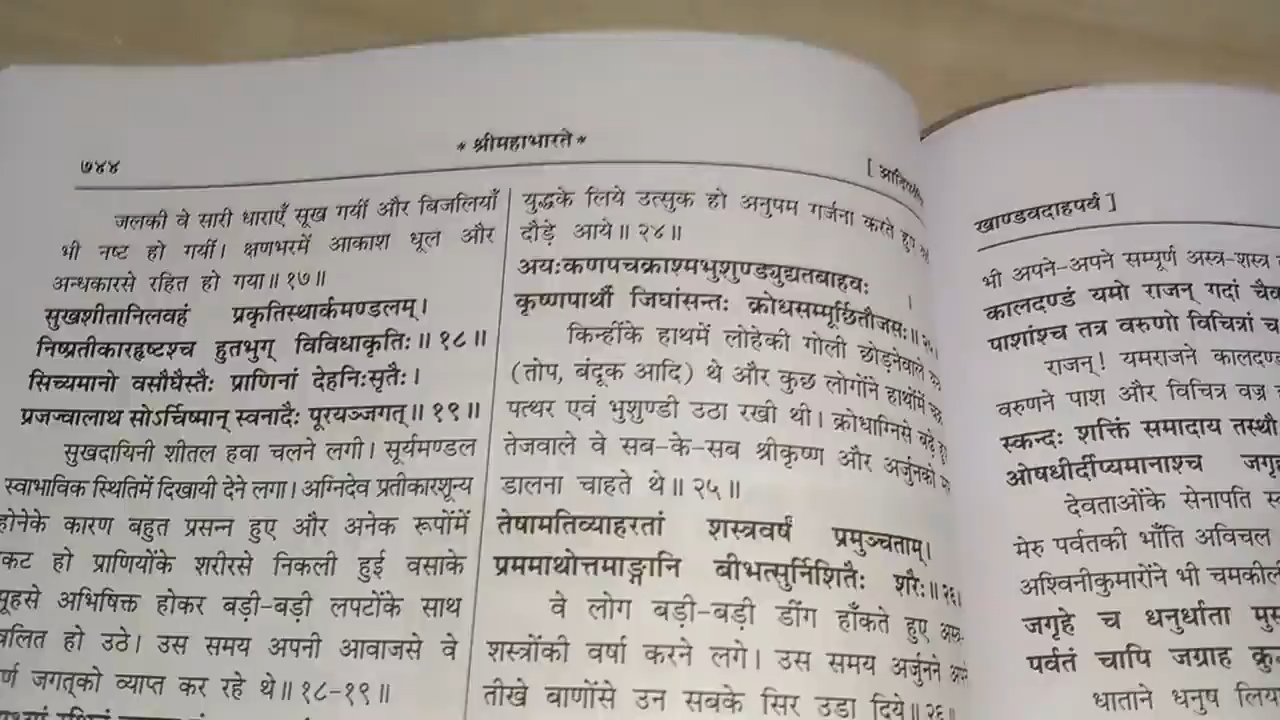 ७४४
* श्रीमहाभारते *
जलकी वे सारी धाराएँ सूख गयीं और बिजलियाँ
भी नष्ट हो गयीं। क्षणभरमें आकाश धूल और
अन्धकारसे रहित हो गया॥ १७॥
सुखशीतानिलवहं प्रकृतिस्थार्कमण्डलम्।
निष्प्रतीकारहृष्टश्च हुतभुग् विविधाकृतिः॥ १८॥
सिच्यमानो वसौघैस्तैः प्राणिनां देहनिःसृतैः।
प्रजज्वालाथ सोऽर्चिष्मान् स्वनादैः पूरयञ्जगत्॥ १९॥
सुखदायिनी शीतल हवा चलने लगी। सूर्यमण्डल
स्वाभाविक स्थितिमें दिखायी देने लगा। अग्निदेव प्रतीकारशून्य
होनेके कारण बहुत प्रसन्न हुए और अनेक रूपोंमें
कट हो प्राणियोंके शरीरसे निकली हुई वसाके
मूहसे अभिषिक्त होकर बड़ी-बड़ी लपटोंके साथ
वलित हो उठे। उस समय अपनी आवाजसे वे
र्ण जगत्‌को व्याप्त कर रहे थे॥ १८-१९॥
युद्धके लिये उत्सुक हो अनुपम गर्जना करते हुए
दौड़े आये॥ २४॥
अयःकणपचक्राश्मभुशुण्ड्युद्यतबाहवः ।
कृष्णपार्थौ जिघांसन्तः क्रोधसम्मूर्छितौजसः॥ २५।
किन्हींके हाथमें लोहेकी गोली छोड़नेवाले
(तोप, बंदूक आदि) थे और कुछ लोगोंने हाथोंमें
पत्थर एवं भुशुण्डी उठा रखी थी। क्रोधाग्निसे बढ़े हुए
तेजवाले वे सब-के-सब श्रीकृष्ण और अर्जुनको
डालना चाहते थे॥ २५॥
तेषामतिव्याहरतां शस्त्रवर्षं प्रमुञ्चताम्।
प्रममाथोत्तमाङ्गानि बीभत्सुर्निशितैः शरैः॥ २६।
वे लोग बड़ी-बड़ी डींग हाँकते हुए अस्त्र-
शस्त्रोंकी वर्षा करने लगे। उस समय अर्जुनने अपने
तीखे बाणोंसे उन सबके सिर उड़ा दिये॥ २६॥
खाण्डवदाहपर्व ]
भी अपने-अपने सम्पूर्ण अस्त्र-शस्त्र
कालदण्डं यमो राजन् गदां चैव
पाशांश्च तत्र वरुणो विचित्रां च
राजन्! यमराजने कालदण्ड
वरुणने पाश और विचित्र वज्र
स्कन्दः शक्तिं समादाय तस्थौ
ओषधीर्दीप्यमानाश्च जगृ
देवताओंके सेनापति
मेरु पर्वतकी भाँति अविचल
अश्विनीकुमारोंने भी चमकील
जगृहे च धनुर्धाता मुस
पर्वतं चापि जग्राह
धाताने धनुष लिय